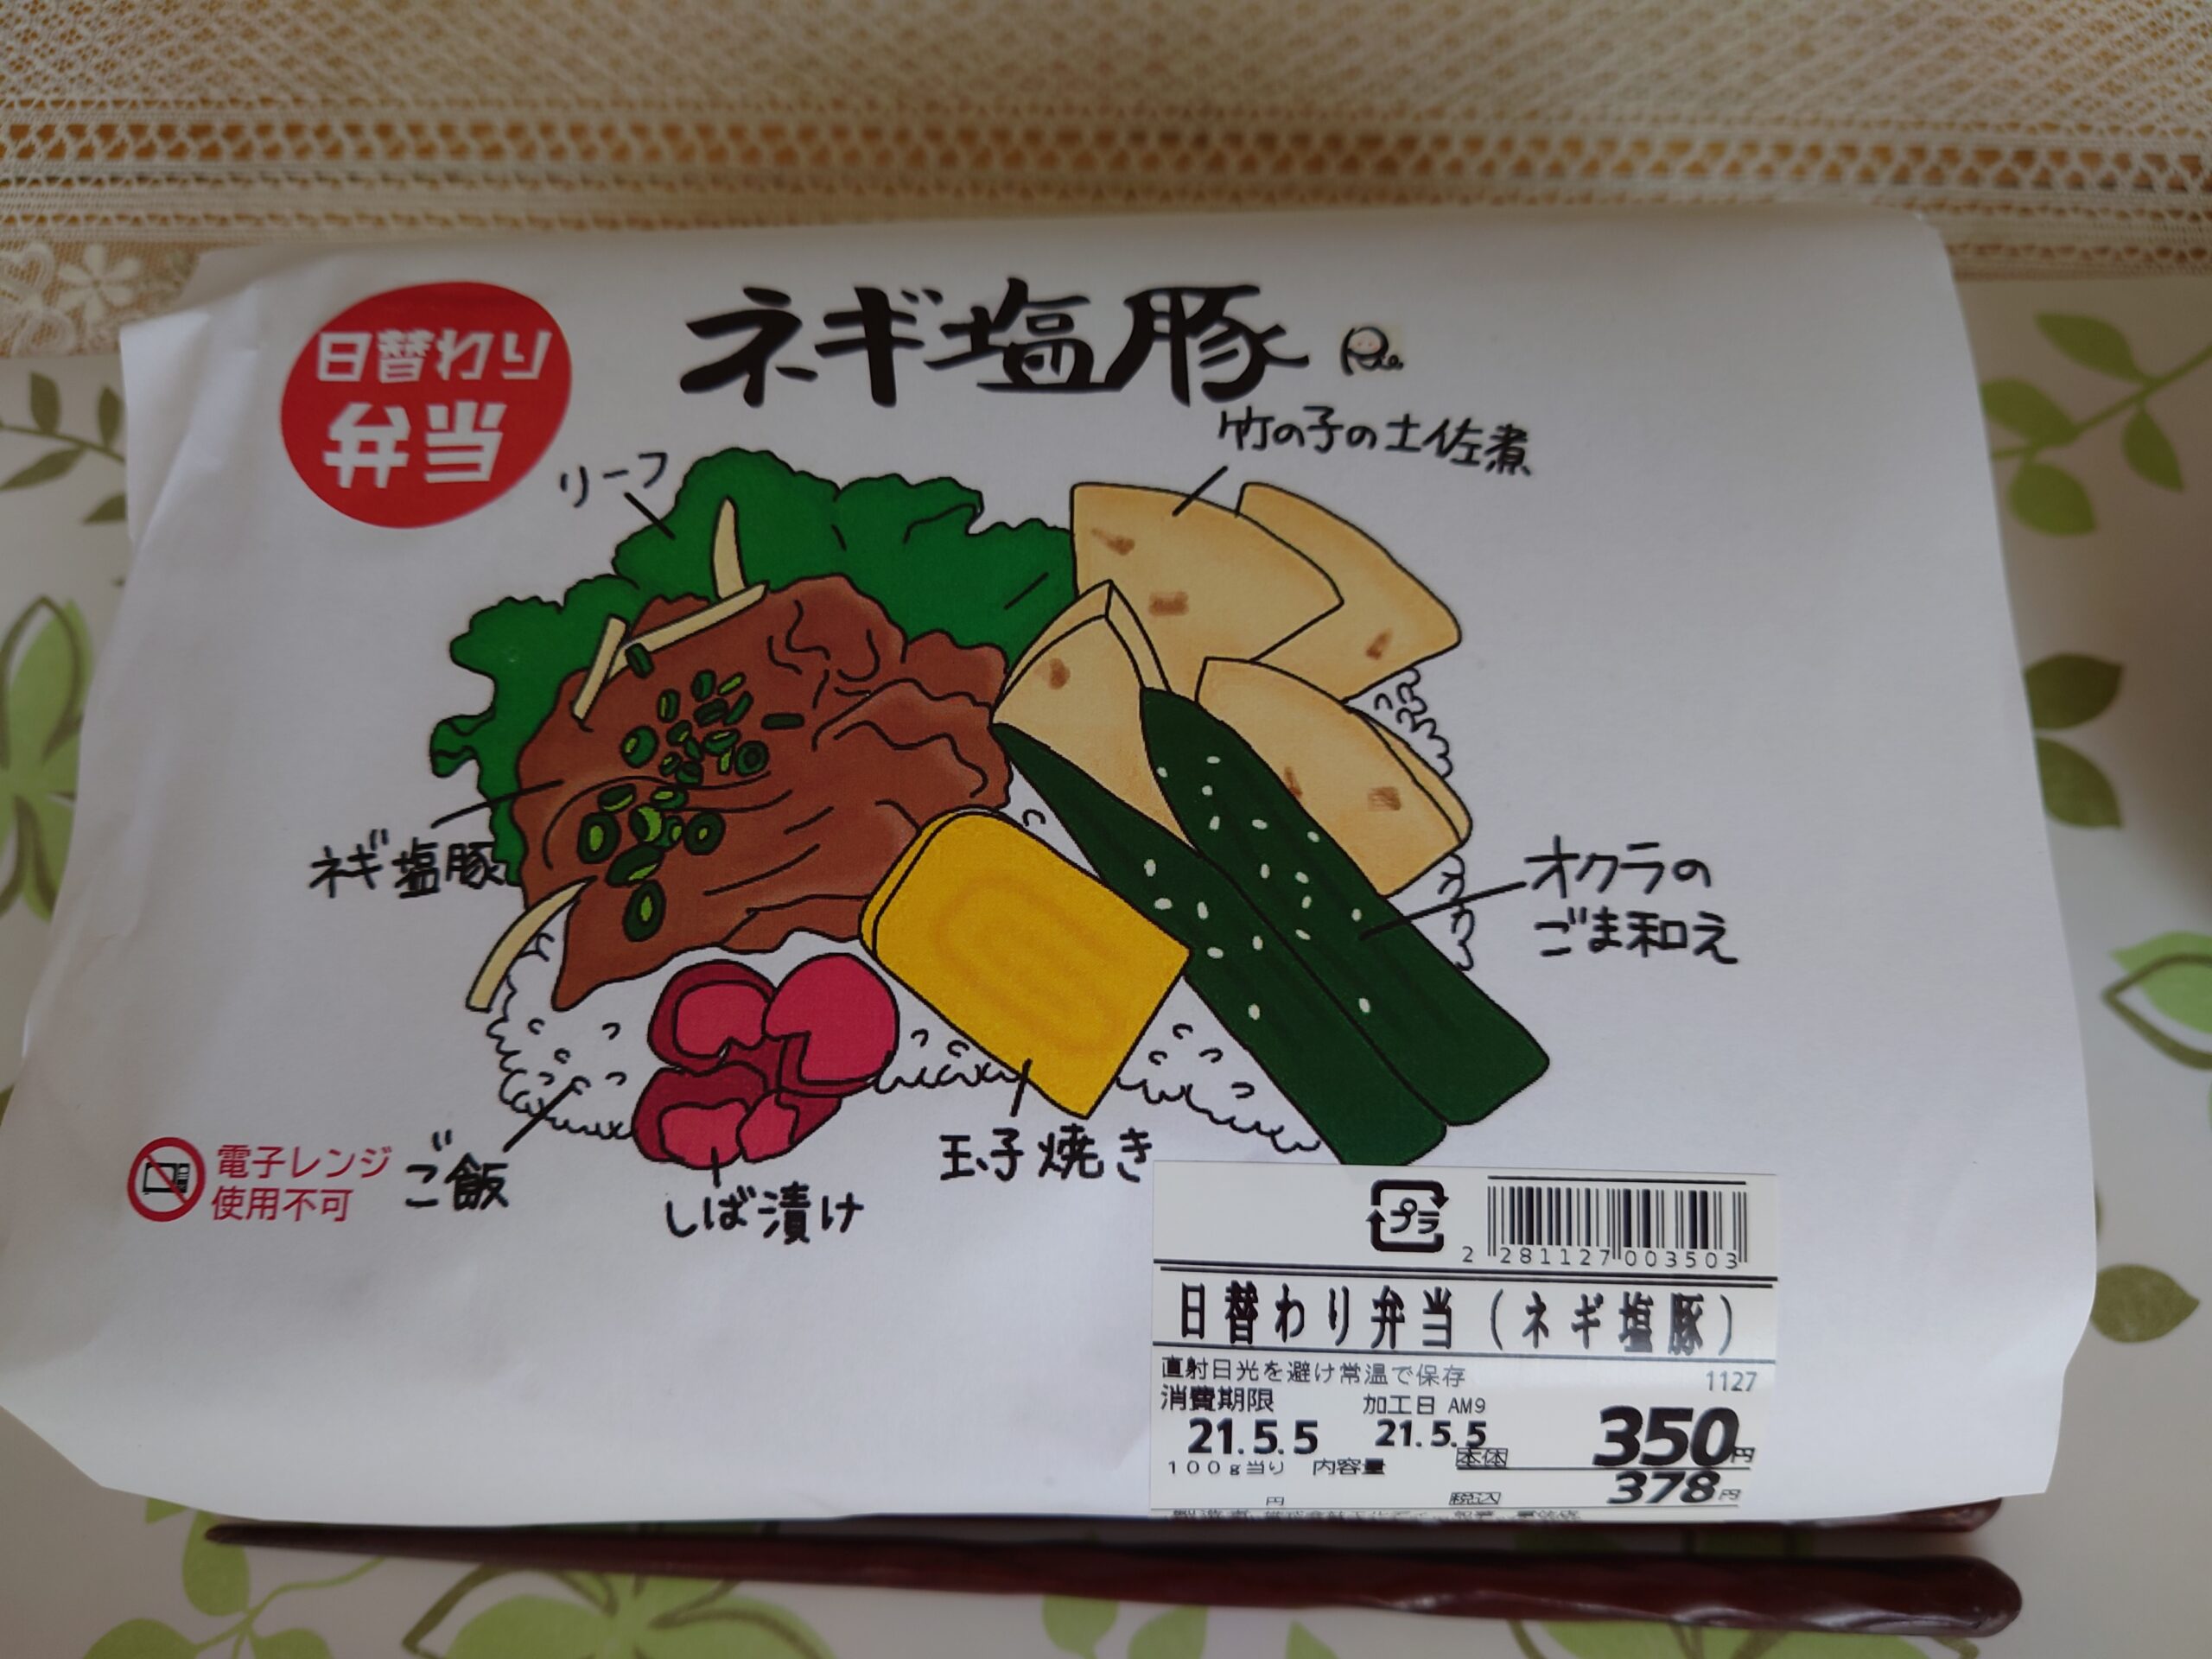 日替わり
弁当
ネギ塩豚
Rie
竹の子の土佐煮
リーフ
ネギ塩豚
オクラの
ごま和え
玉子焼き
ご飯
しば漬け
電子レンジ
使用不可
プラ
2 281127 003503
日替わり弁当(ネギ塩豚)
直射日光を避け常温で保存
1127
消費期限 加工日 AM9
21.5.5 21.5.5 350円
100g当り 内容量 本体
円 税込 378円